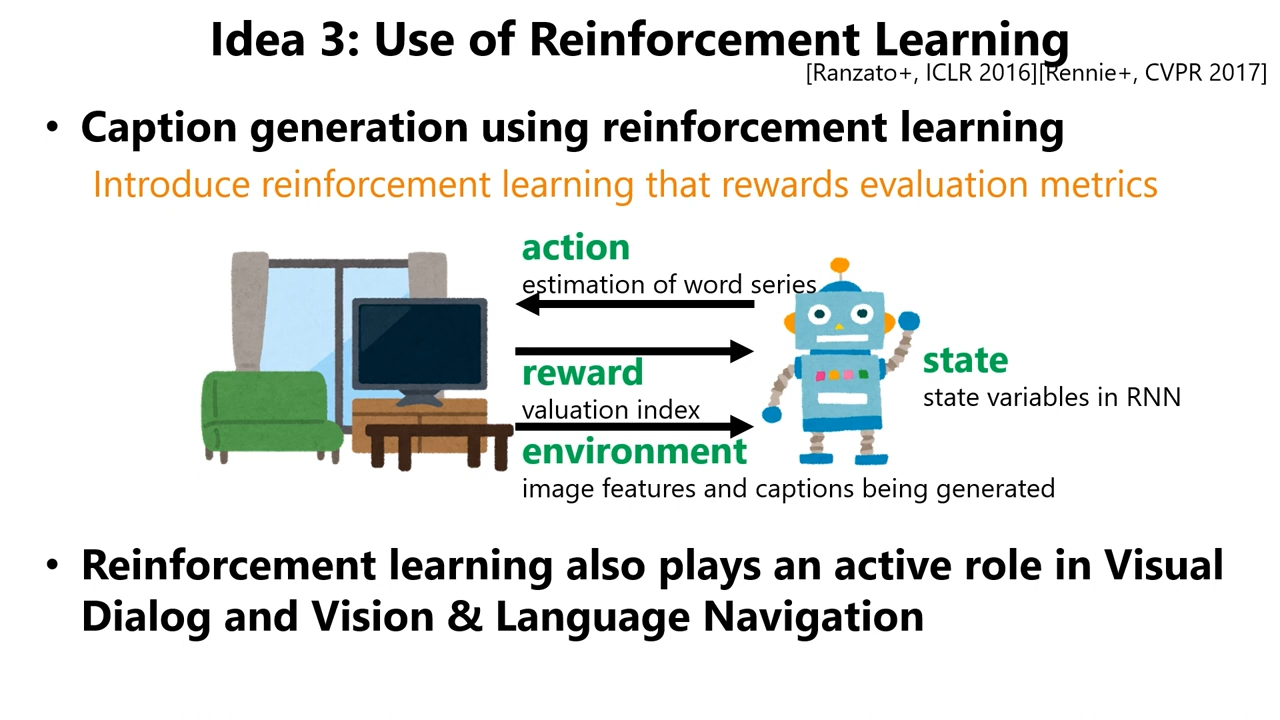 Idea 3: Use of Reinforcement Learning
[Ranzato+, ICLR 2016][Rennie+, CVPR 2017]
• Caption generation using reinforcement learning
Introduce reinforcement learning that rewards evaluation metrics
action
estimation of word series
reward
valuation index
environment
image features and captions being generated
state
state variables in RNN
• Reinforcement learning also plays an active role in Visual
Dialog and Vision & Language Navigation